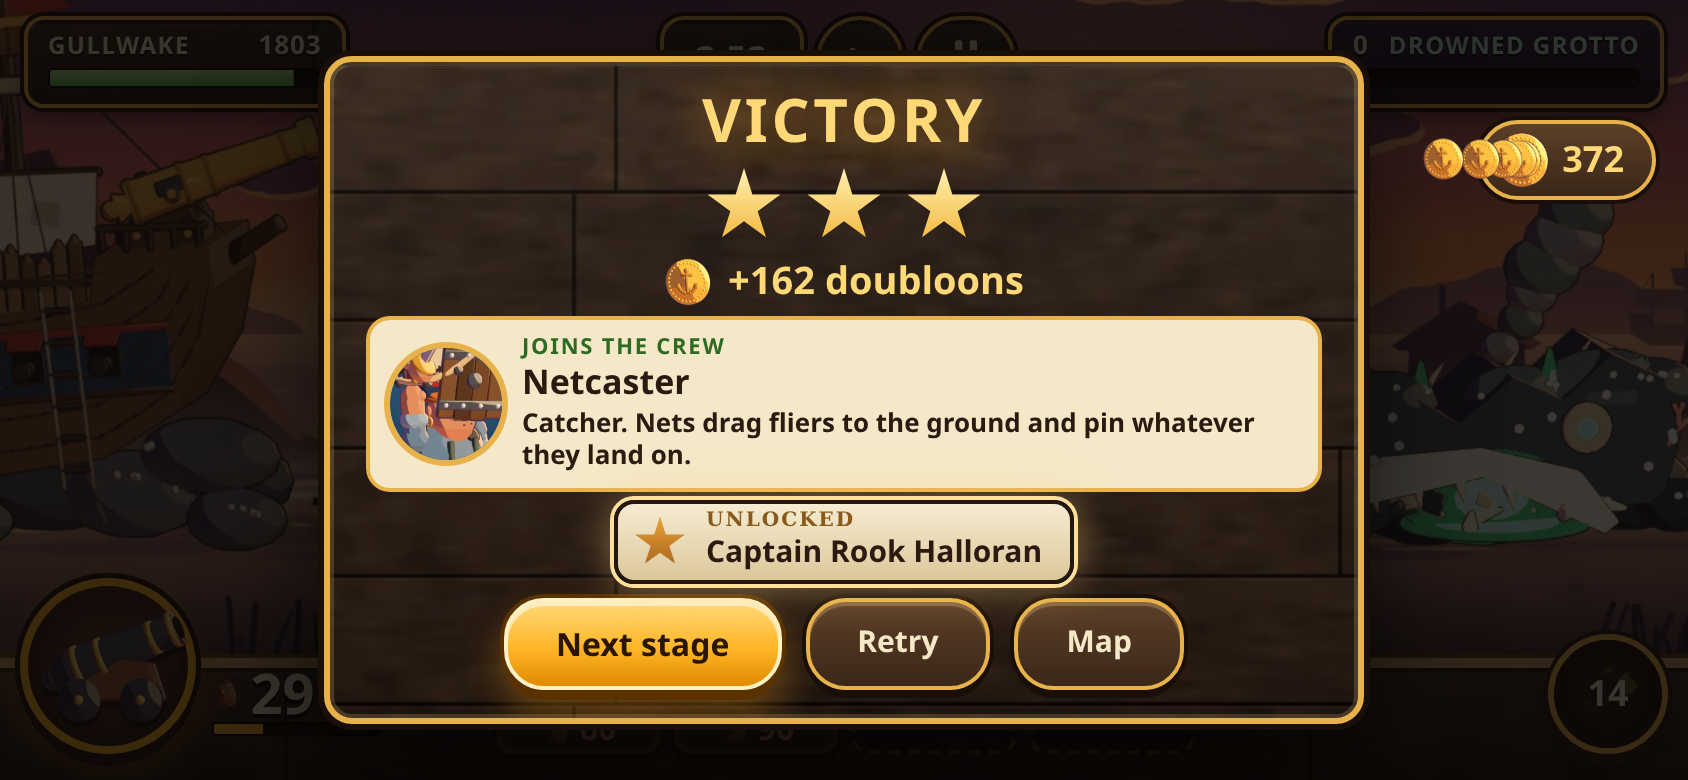 GULLWAKE 1803
0 DROWNED GROTTO
372
VICTORY
+162 doubloons
JOINS THE CREW
Netcaster
Catcher. Nets drag fliers to the ground and pin whatever
they land on.
UNLOCKED
Captain Rook Halloran
Next stage
Retry
Map
29
14